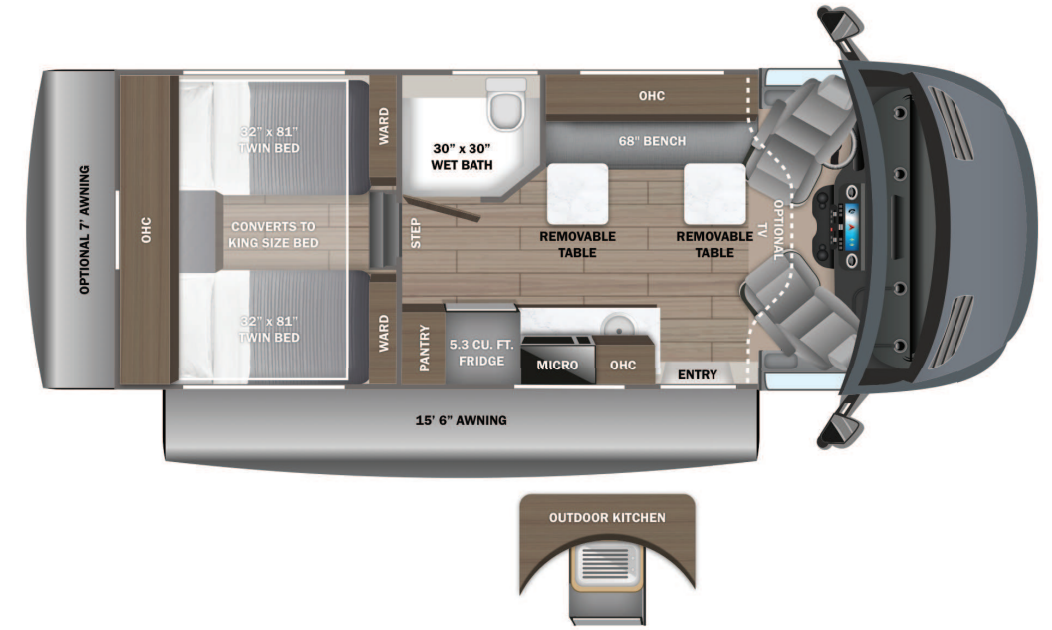 OPTIONAL 7' AWNING
OHC
32" x 81"
TWIN BED
CONVERTS TO
KING SIZE BED
32" x 81"
TWIN BED
WARD
WARD
STEP
30" x 30"
WET BATH
OHC
68" BENCH
REMOVABLE
TABLE
REMOVABLE
TABLE
OPTIONAL
TV
PANTRY
5.3 CU. FT.
FRIDGE
MICRO
OHC
ENTRY
15' 6" AWNING
OUTDOOR KITCHEN